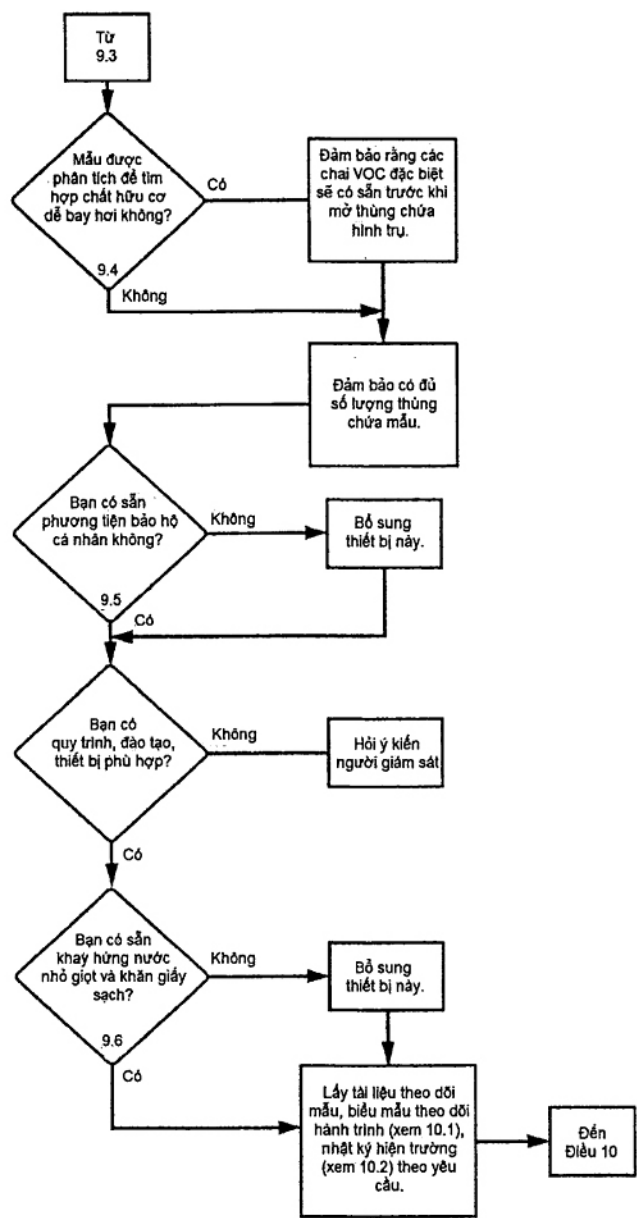 Từ
9.3
Mẫu được
phân tích để tìm
hợp chất hữu cơ
dễ bay hơi không?
9.4
Có
Đảm bảo rằng các
chai VOC đặc biệt
sẽ có sẵn trước khi
mở thùng chứa
hình trụ.
Không
Đảm bảo có đủ
số lượng thùng
chứa mẫu.
Bạn có sẵn
phương tiện bảo hộ
cá nhân không?
9.5
Không
Bổ sung
thiết bị này.
Có
Bạn có
quy trình, đào tạo,
thiết bị phù hợp?
Không
Hỏi ý kiến
người giám sát
Có
Bạn có sẵn
khaỳ hứng nước
nhỏ giọt và khăn giấy
sạch?
9.6
Không
Bổ sung
thiết bị này.
Có
Lấy tài liệu theo dõi
mẫu, biểu mẫu theo dõi
hành trình (xem 10.1),
nhật ký hiện trường
(xem 10.2) theo yêu
cầu.
Đến
Điều 10